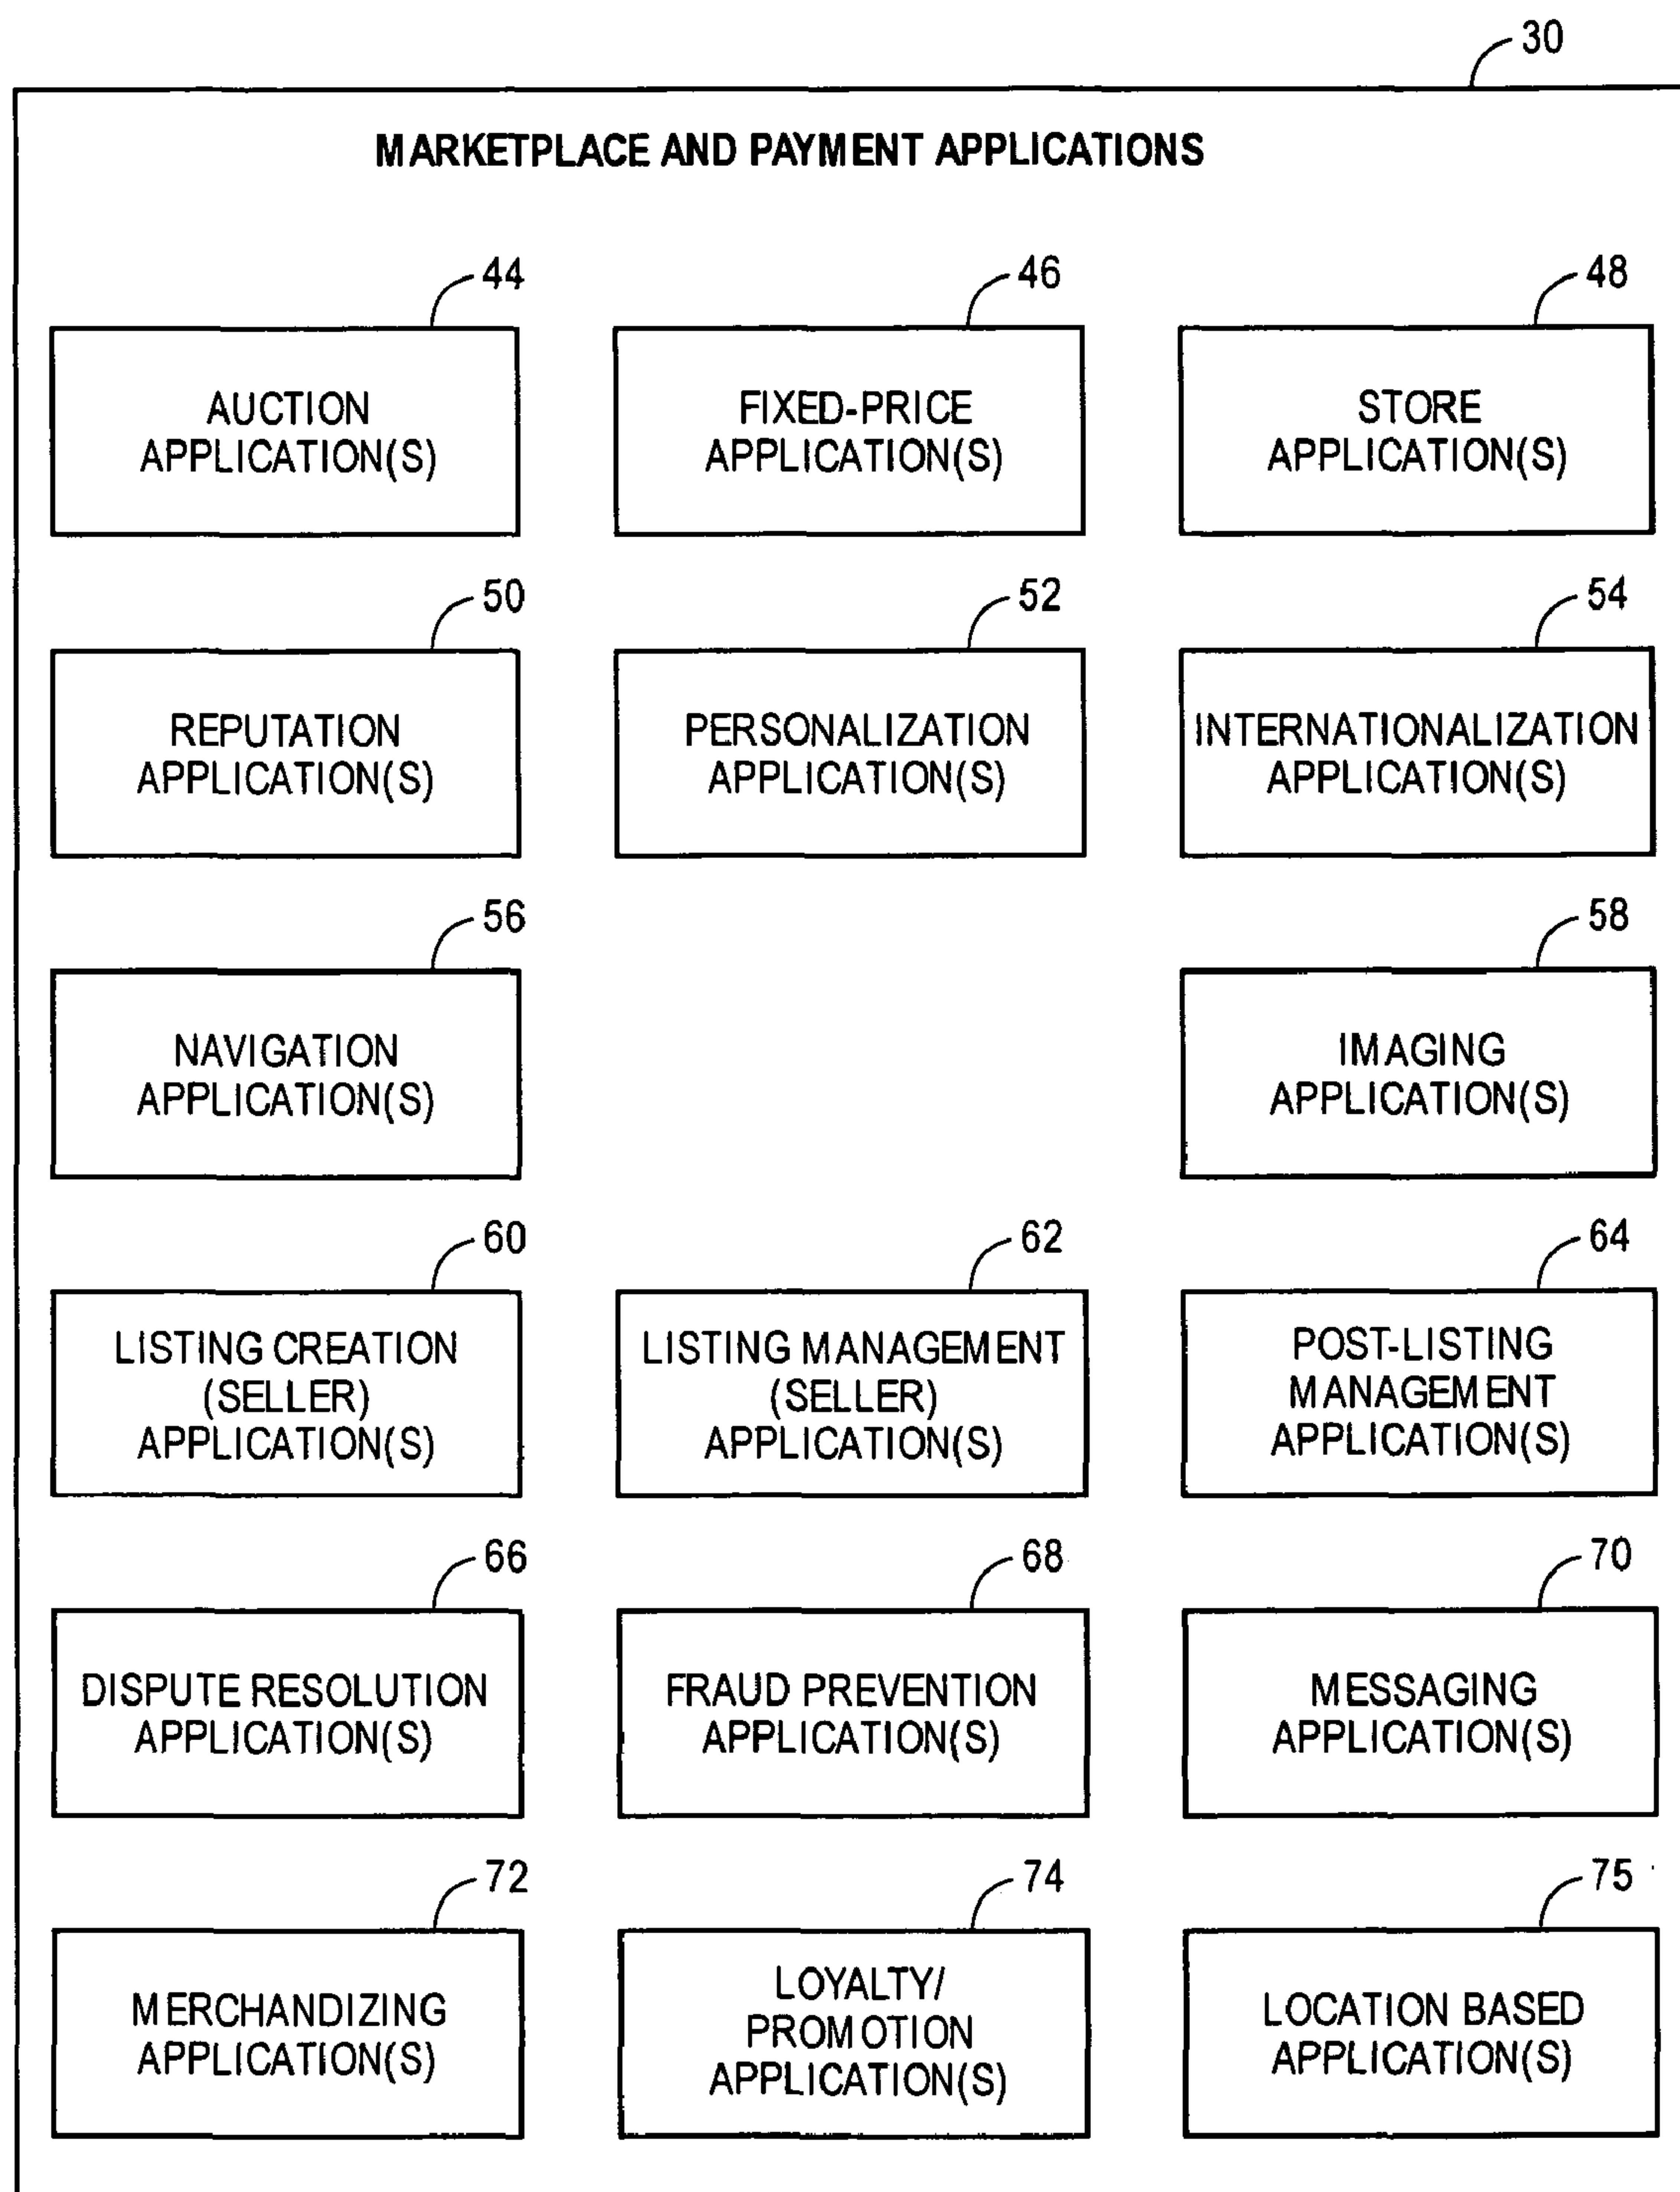 30
MARKETPLACE AND PAYMENT APPLICATIONS
44
46
48
AUCTION
APPLICATION(S)
FIXED-PRICE
APPLICATION(S)
STORE
APPLICATION(S)
50
52
54
REPUTATION
APPLICATION(S)
PERSONALIZATION
APPLICATION(S)
INTERNATIONALIZATION
APPLICATION(S)
56
58
NAVIGATION
APPLICATION(S)
IMAGING
APPLICATION(S)
60
62
64
LISTING CREATION
(SELLER)
APPLICATION(S)
LISTING MANAGEMENT
(SELLER)
APPLICATION(S)
POST-LISTING
MANAGEMENT
APPLICATION(S)
66
68
70
DISPUTE RESOLUTION
APPLICATION(S)
FRAUD PREVENTION
APPLICATION(S)
MESSAGING
APPLICATION(S)
72
74
75
MERCHANDIZING
APPLICATION(S)
LOYALTY/
PROMOTION
APPLICATION(S)
LOCATION BASED
APPLICATION(S)